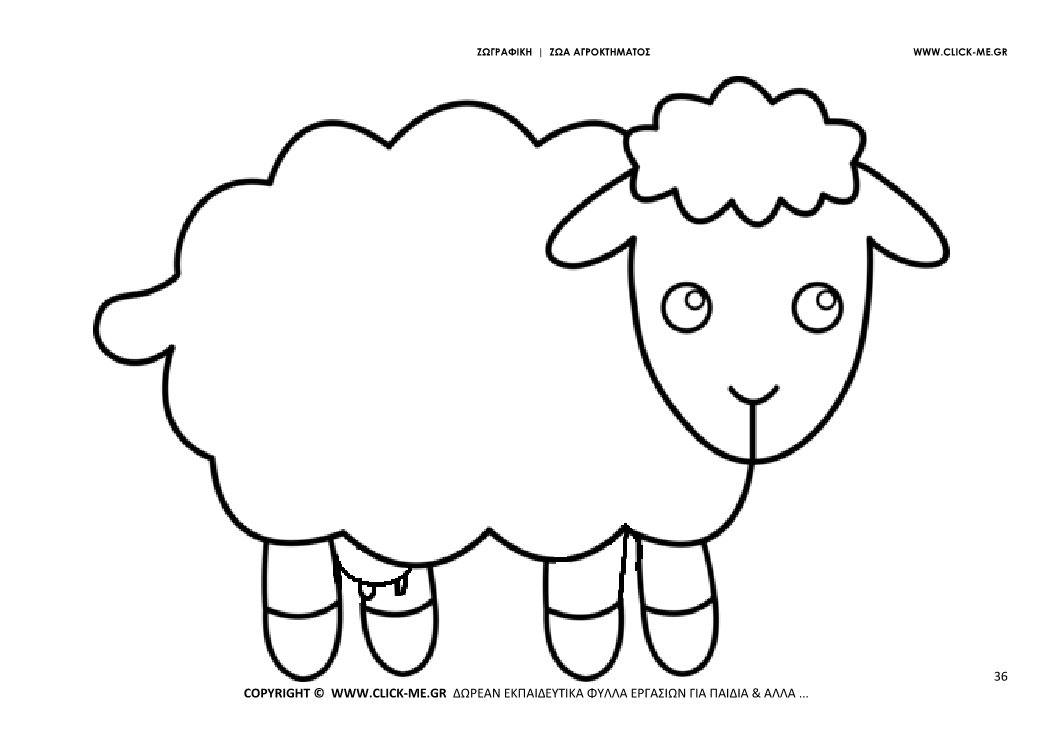 ΖΩΓΡΑΦΙΚΗ | ΖΩΑ ΑΓΡΟΚΤΗΜΑΤΟΣ
WWW.CLICK-ME.GR
36
COPYRIGHT © WWW.CLICK-ME.GR ΔΩΡΕΑΝ ΕΚΠΑΙΔΕΥΤΙΚΑ ΦΥΛΛΑ ΕΡΓΑΣΙΩΝ ΓΙΑ ΠΑΙΔΙΑ & ΑΛΛΑ ...